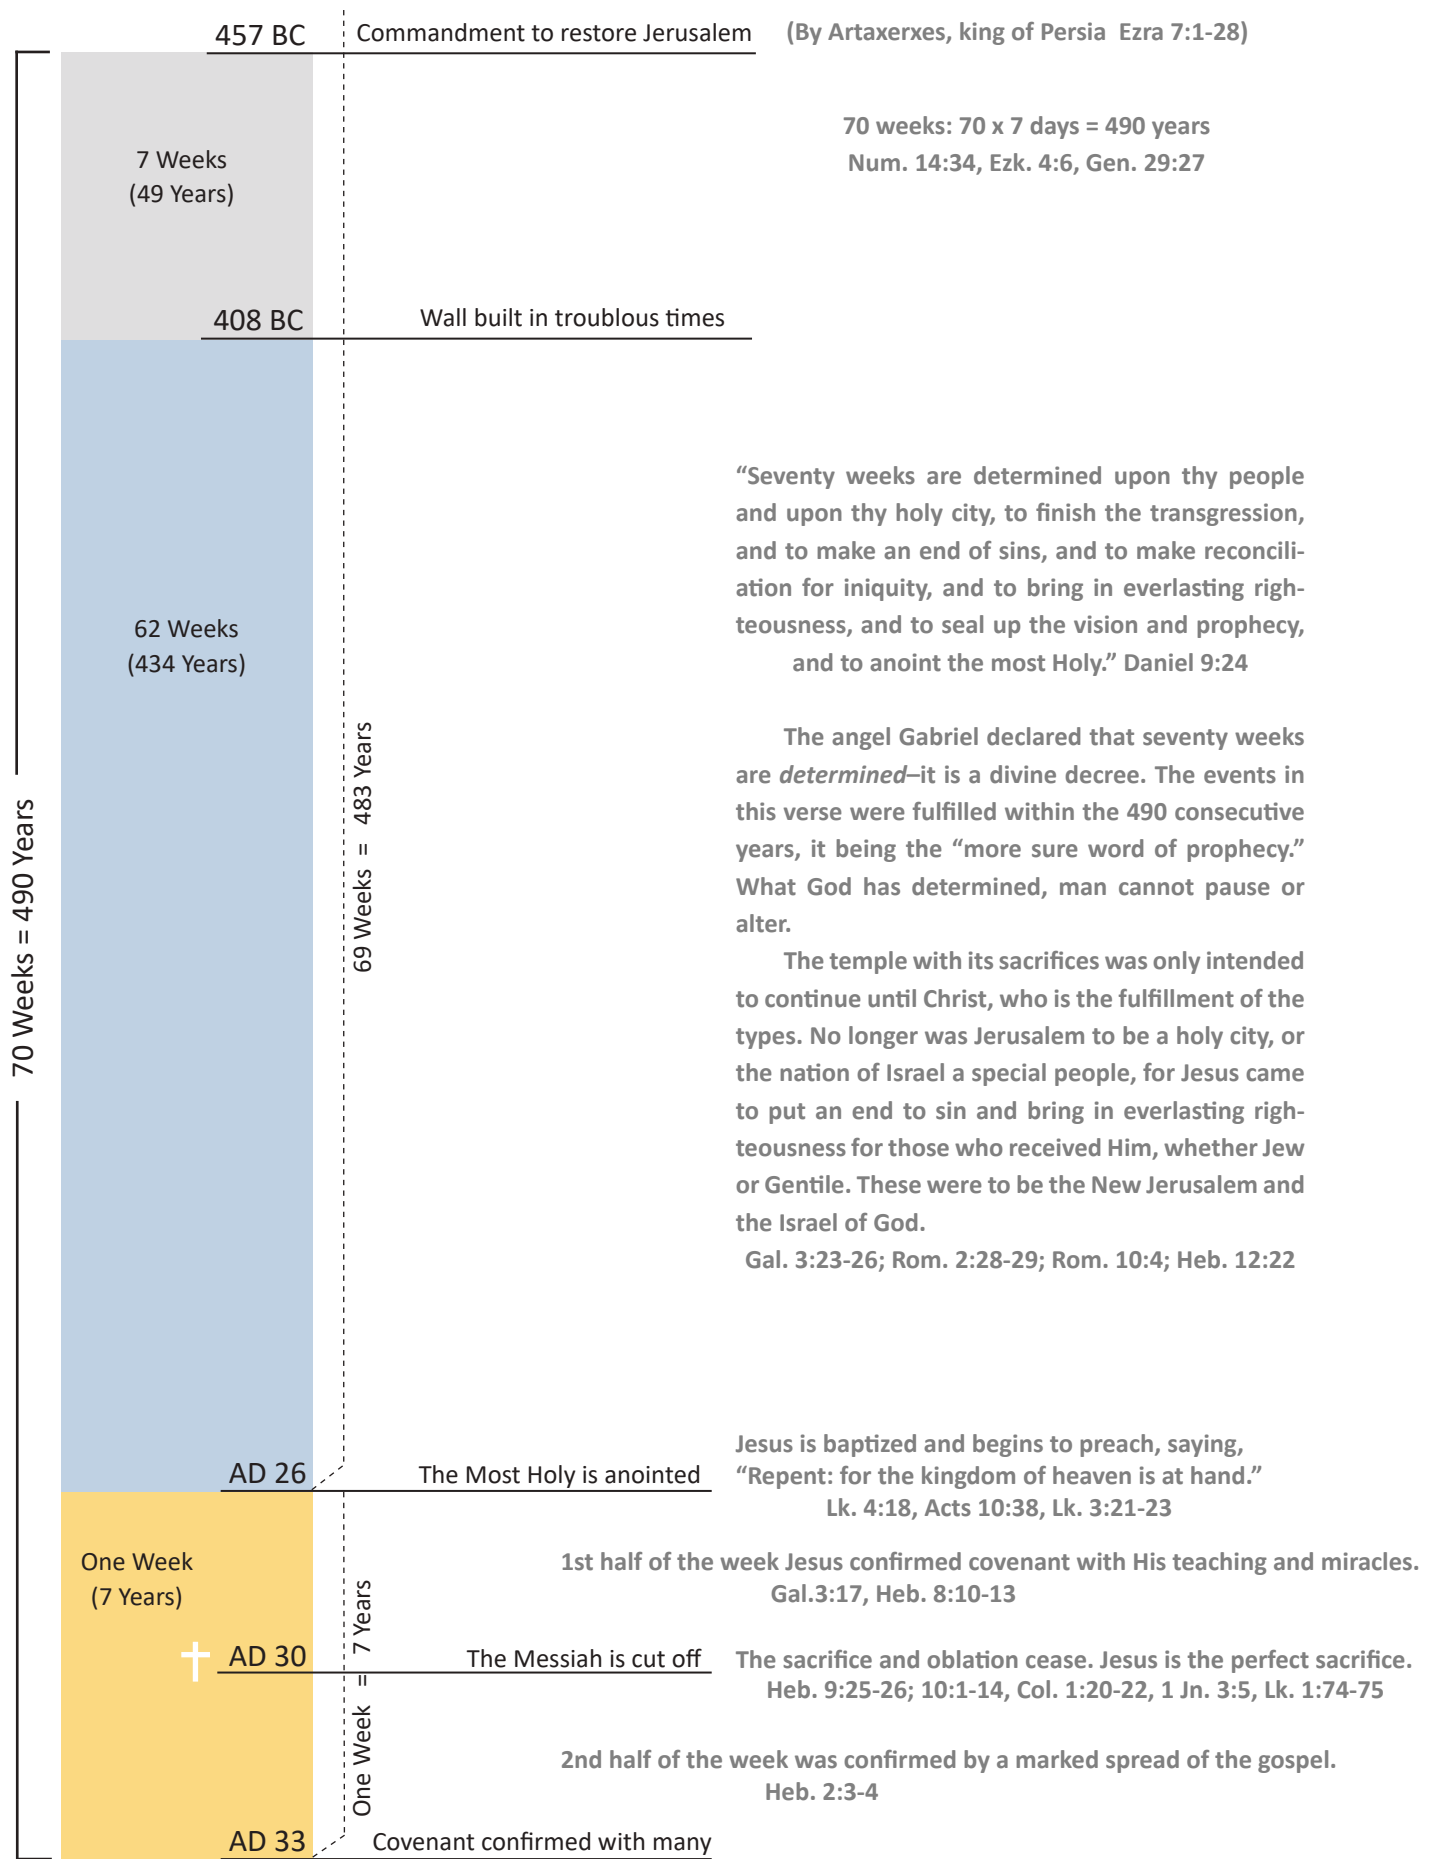 457 BC
Commandment to restore Jerusalem
(By Artaxerxes, king of Persia  Ezra 7:1-28)
70 weeks: 70 x 7 days = 490 years
Num. 14:34, Ezk. 4:6, Gen. 29:27
7 Weeks
(49 Years)
408 BC
Wall built in troublous times
62 Weeks
(434 Years)
70 Weeks = 490 Years
69 Weeks = 483 Years
“Seventy weeks are determined upon thy people
and upon thy holy city, to finish the transgression,
and to make an end of sins, and to make reconcili-
ation for iniquity, and to bring in everlasting righ-
teousness, and to seal up the vision and prophecy,
and to anoint the most Holy.” Daniel 9:24
The angel Gabriel declared that seventy weeks
are determined–it is a divine decree. The events in
this verse were fulfilled within the 490 consecutive
years, it being the “more sure word of prophecy.”
What God has determined, man cannot pause or
alter.
The temple with its sacrifices was only intended
to continue until Christ, who is the fulfillment of the
types. No longer was Jerusalem to be a holy city, or
the nation of Israel a special people, for Jesus came
to put an end to sin and bring in everlasting righ-
teousness for those who received Him, whether Jew
or Gentile. These were to be the New Jerusalem and
the Israel of God.
Gal. 3:23-26; Rom. 2:28-29; Rom. 10:4; Heb. 12:22
AD 26
The Most Holy is anointed
Jesus is baptized and begins to preach, saying,
“Repent: for the kingdom of heaven is at hand.”
Lk. 4:18, Acts 10:38, Lk. 3:21-23
One Week
(7 Years)
One Week = 7 Years
1st half of the week Jesus confirmed covenant with His teaching and miracles.
Gal.3:17, Heb. 8:10-13
AD 30
The Messiah is cut off
The sacrifice and oblation cease. Jesus is the perfect sacrifice.
Heb. 9:25-26; 10:1-14, Col. 1:20-22, 1 Jn. 3:5, Lk. 1:74-75
2nd half of the week was confirmed by a marked spread of the gospel.
Heb. 2:3-4
AD 33
Covenant confirmed with many